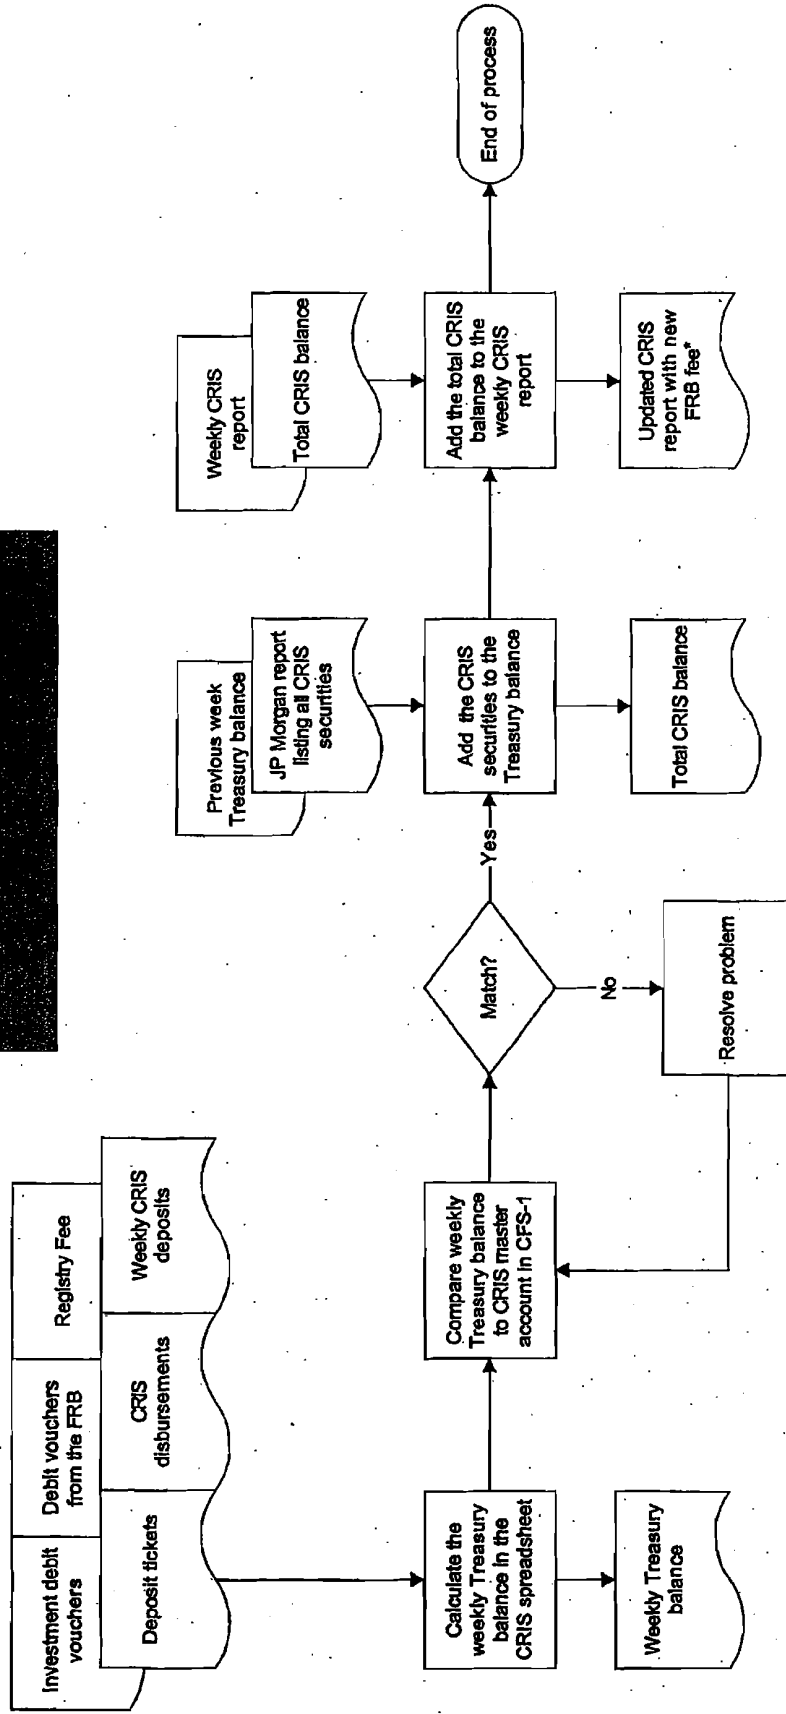 Investment debit
vouchers
Debit vouchers
from the FRB
Registry Fee
Deposit tickets
CRIS
disbursements
Weekly CRIS
deposits
Previous week
Treasury balance
JP Morgan report
listing all CRIS
securities
Weekly CRIS
report
Total CRIS balance
Calculate the
weekly Treasury
balance in the
CRIS spreadsheet
Compare weekly
Treasury balance
to CRIS master
account in CFS-1
Match?
Yes
Add the CRIS
securities to the
Treasury balance
Add the total CRIS
balance to the
weekly CRIS
report
End of process
No
Weekly Treasury
balance
Resolve problem
Total CRIS balance
Updated CRIS
report with new
FRB fee*